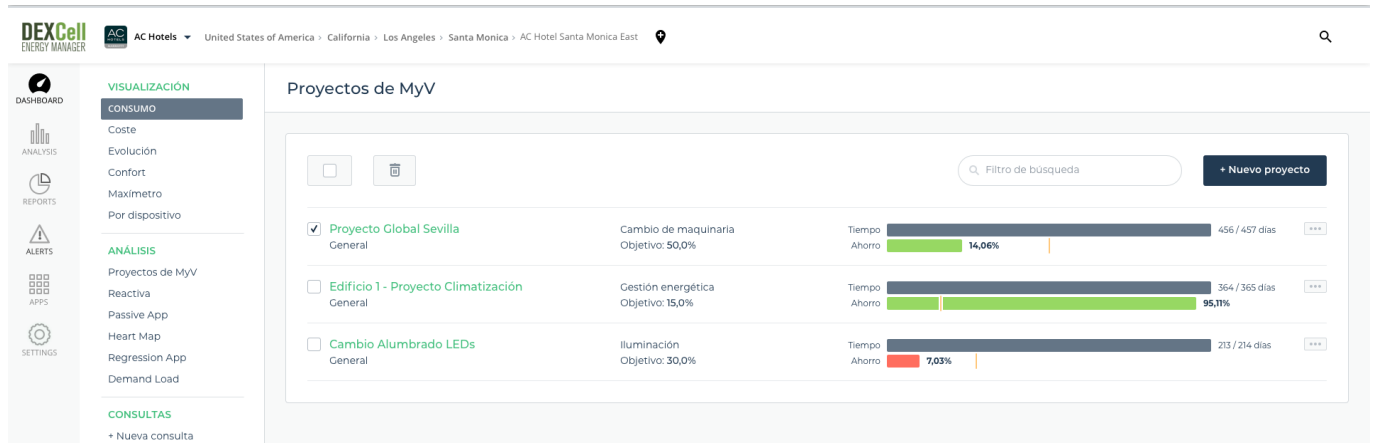 DEXCell
ENERGY MANAGER
AC
AC Hotels
United States of America › California › Los Angeles › Santa Monica › AC Hotel Santa Monica East
DASHBOARD
ANALYSIS
REPORTS
ALERTS
APPS
SETTINGS
VISUALIZACIÓN
CONSUMO
Coste
Evolución
Confort
Maxímetro
Por dispositivo
ANÁLISIS
Proyectos de MyV
Reactiva
Passive App
Heart Map
Regression App
Demand Load
CONSULTAS
+ Nueva consulta
Proyectos de MyV
Filtro de búsqueda
+ Nuevo proyecto
Proyecto Global Sevilla
General
Cambio de maquinaria
Objetivo: 50,0%
Tiempo 456 / 457 días
Ahorro 14,06%
Edificio 1 - Proyecto Climatización
General
Gestión energética
Objetivo: 15,0%
Tiempo 364 / 365 días
Ahorro 95,11%
Cambio Alumbrado LEDs
General
Iluminación
Objetivo: 30,0%
Tiempo 213 / 214 días
Ahorro 7,03%